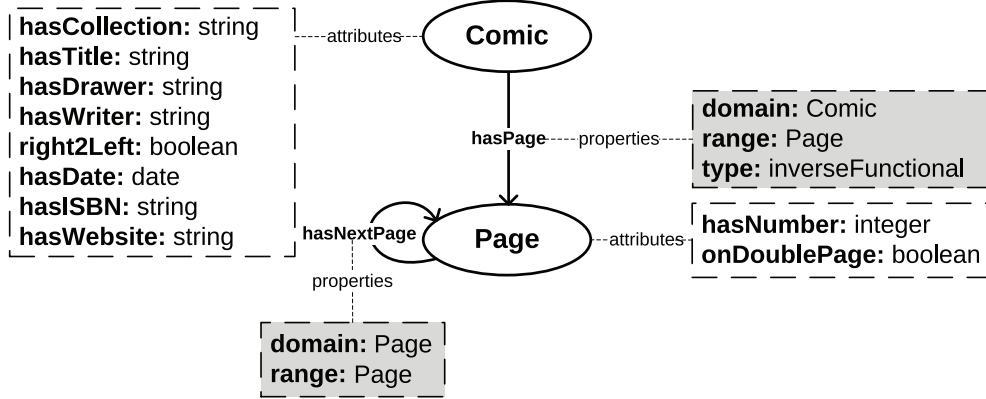 hasCollection: string
hasTitle: string
hasDrawer: string
hasWriter: string
right2Left: boolean
hasDate: date
hasISBN: string
hasWebsite: string
attributes
Comic
hasPage
properties
domain: Comic
range: Page
type: inverseFunctional
hasNextPage
Page
attributes
hasNumber: integer
onDoublePage: boolean
properties
domain: Page
range: Page